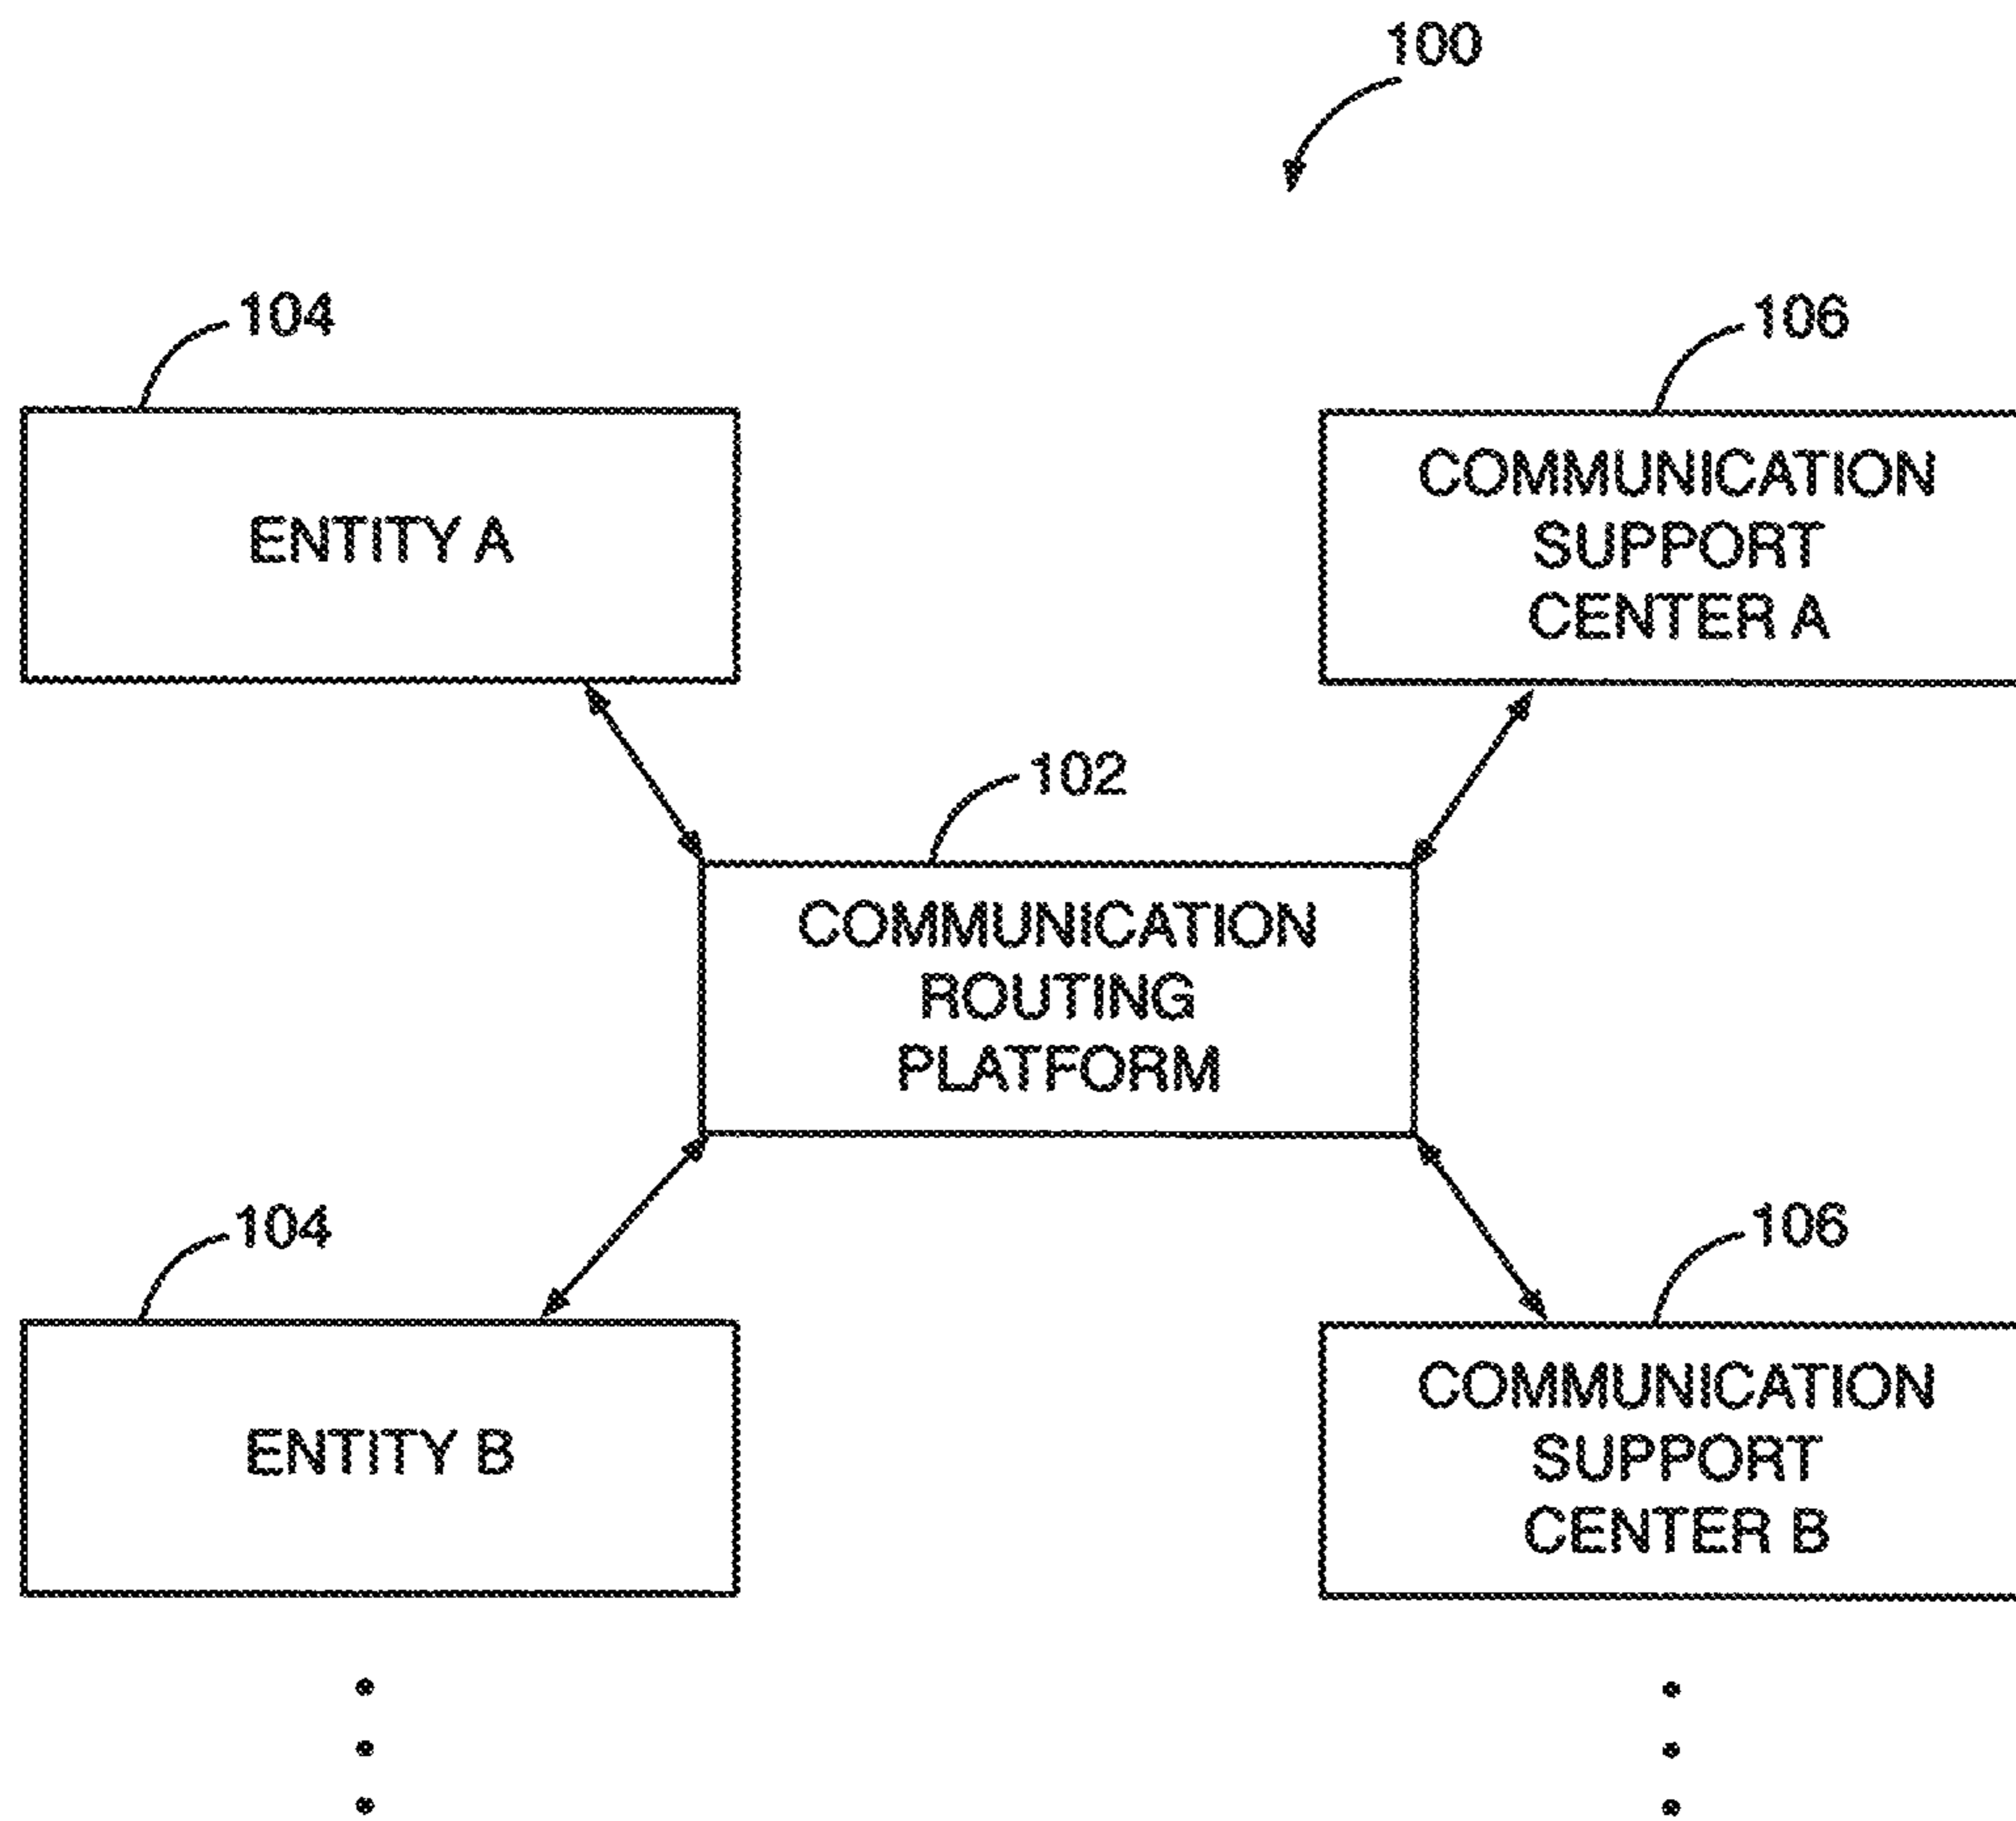 100
104
106
ENTITY A
COMMUNICATION
SUPPORT
CENTER A
102
COMMUNICATION
ROUTING
PLATFORM
104
106
ENTITY B
COMMUNICATION
SUPPORT
CENTER B